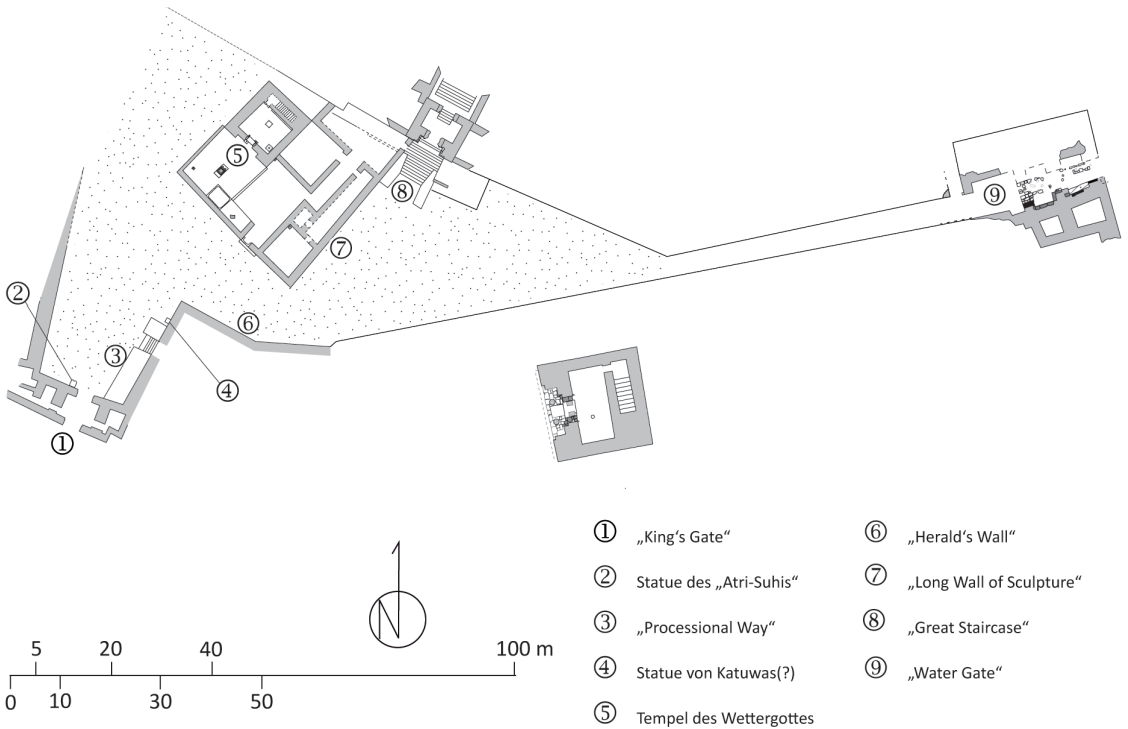 ⑤
⑧
⑨
⑦
②
⑥
③
④
①
① „King's Gate“
② Statue des „Atri-Suhis“
③ „Processional Way“
④ Statue von Katuwas(?)
⑤ Tempel des Wettergottes
⑥ „Herald's Wall“
⑦ „Long Wall of Sculpture“
⑧ „Great Staircase“
⑨ „Water Gate“
N
5 20 40 100 m
0 10 30 50